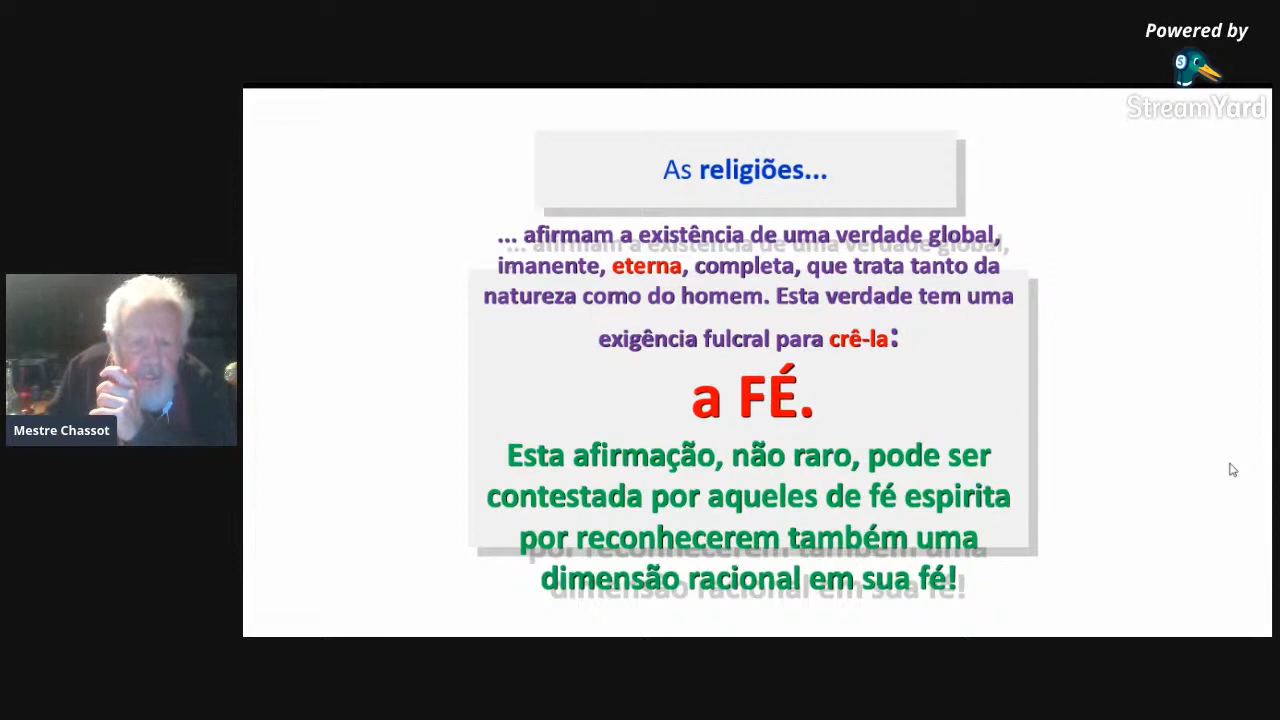 Powered by
StreamYard
As religiões...
... afirmam a existência de uma verdade global,
imanente, eterna, completa, que trata tanto da
natureza como do homem. Esta verdade tem uma
exigência fulcral para crê-la:
a FÉ.
Esta afirmação, não raro, pode ser
contestada por aqueles de fé espirita
por reconhecerem também uma
dimensão racional em sua fé!
Mestre Chassot